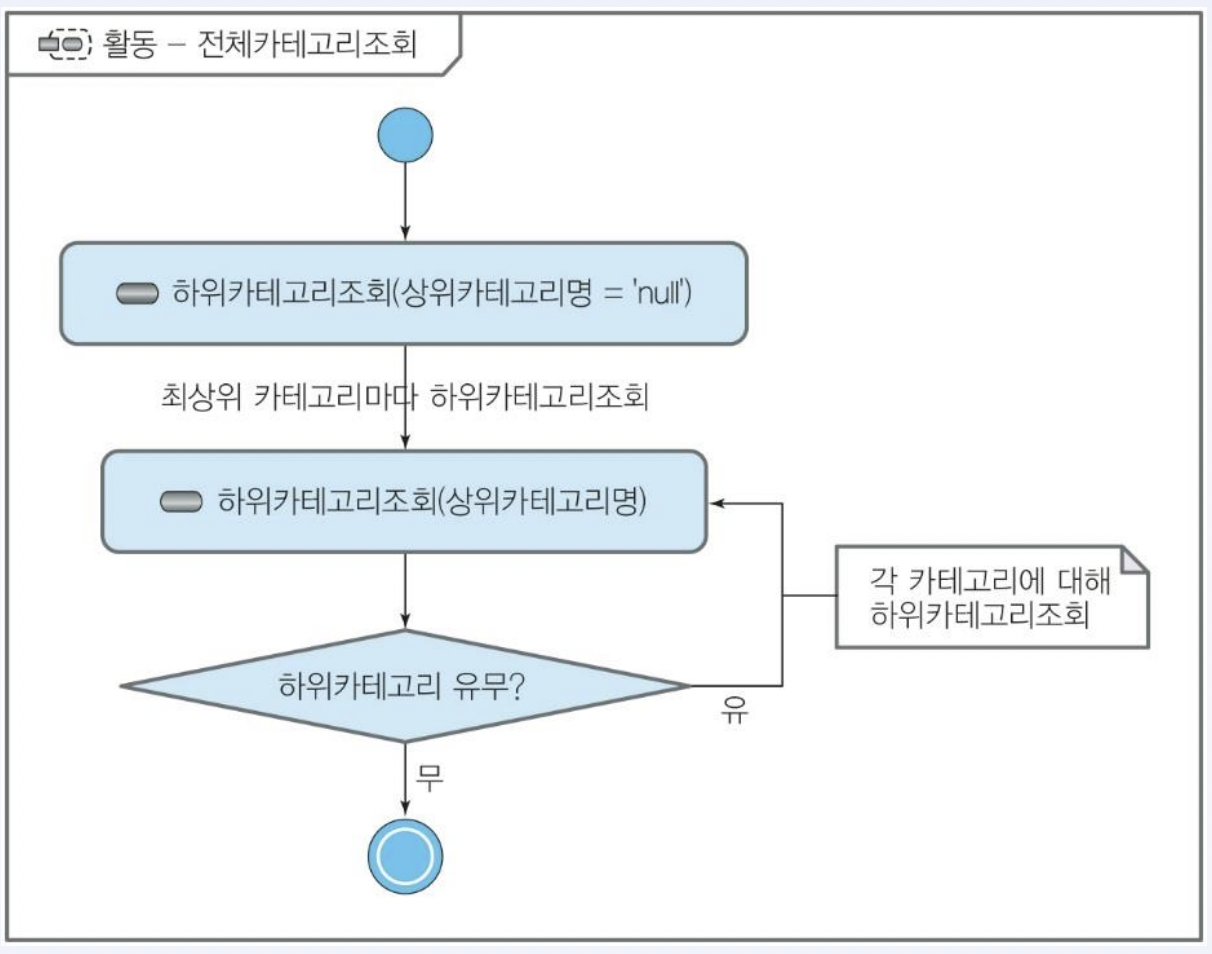 활동 – 전체카테고리조회
하위카테고리조회(상위카테고리명 = 'null')
최상위 카테고리마다 하위카테고리조회
하위카테고리조회(상위카테고리명)
각 카테고리에 대해
하위카테고리조회
하위카테고리 유무?
유
무